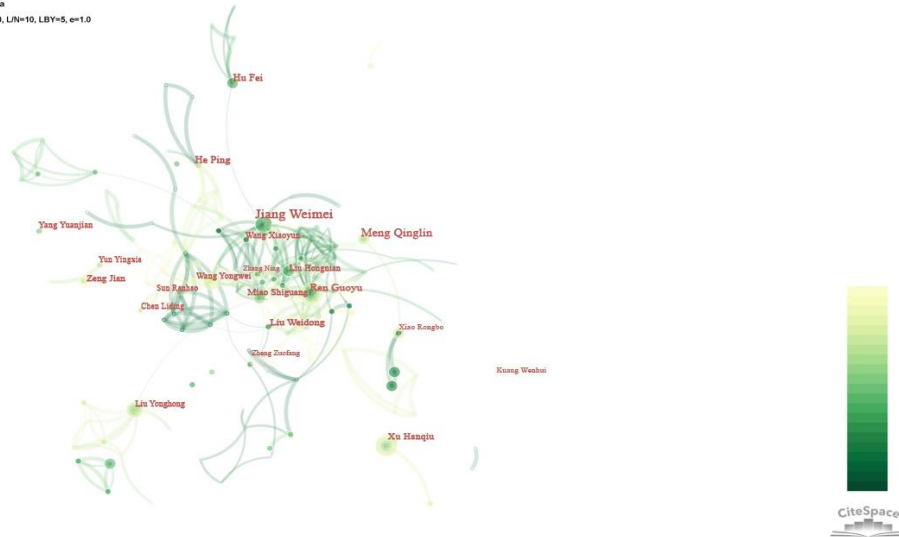 a
, L/N=10, LBY=5, e=1.0
Hu Fei
He Ping
Jiang Weimei
Yang Yuanjian
Wang Xiaoyun
Meng Qinglin
Yun Yingxia
Zhang Ning
Liu Hongnian
Zeng Jian
Wang Yongwei
Sun Ranhao
Miao Shiguang
Ren Guoyu
Chen Liding
Liu Weidong
Xiao Rongbo
Zhang Zuofang
Kuang Wenhui
Liu Yonghong
Xu Hanqiu
CiteSpace